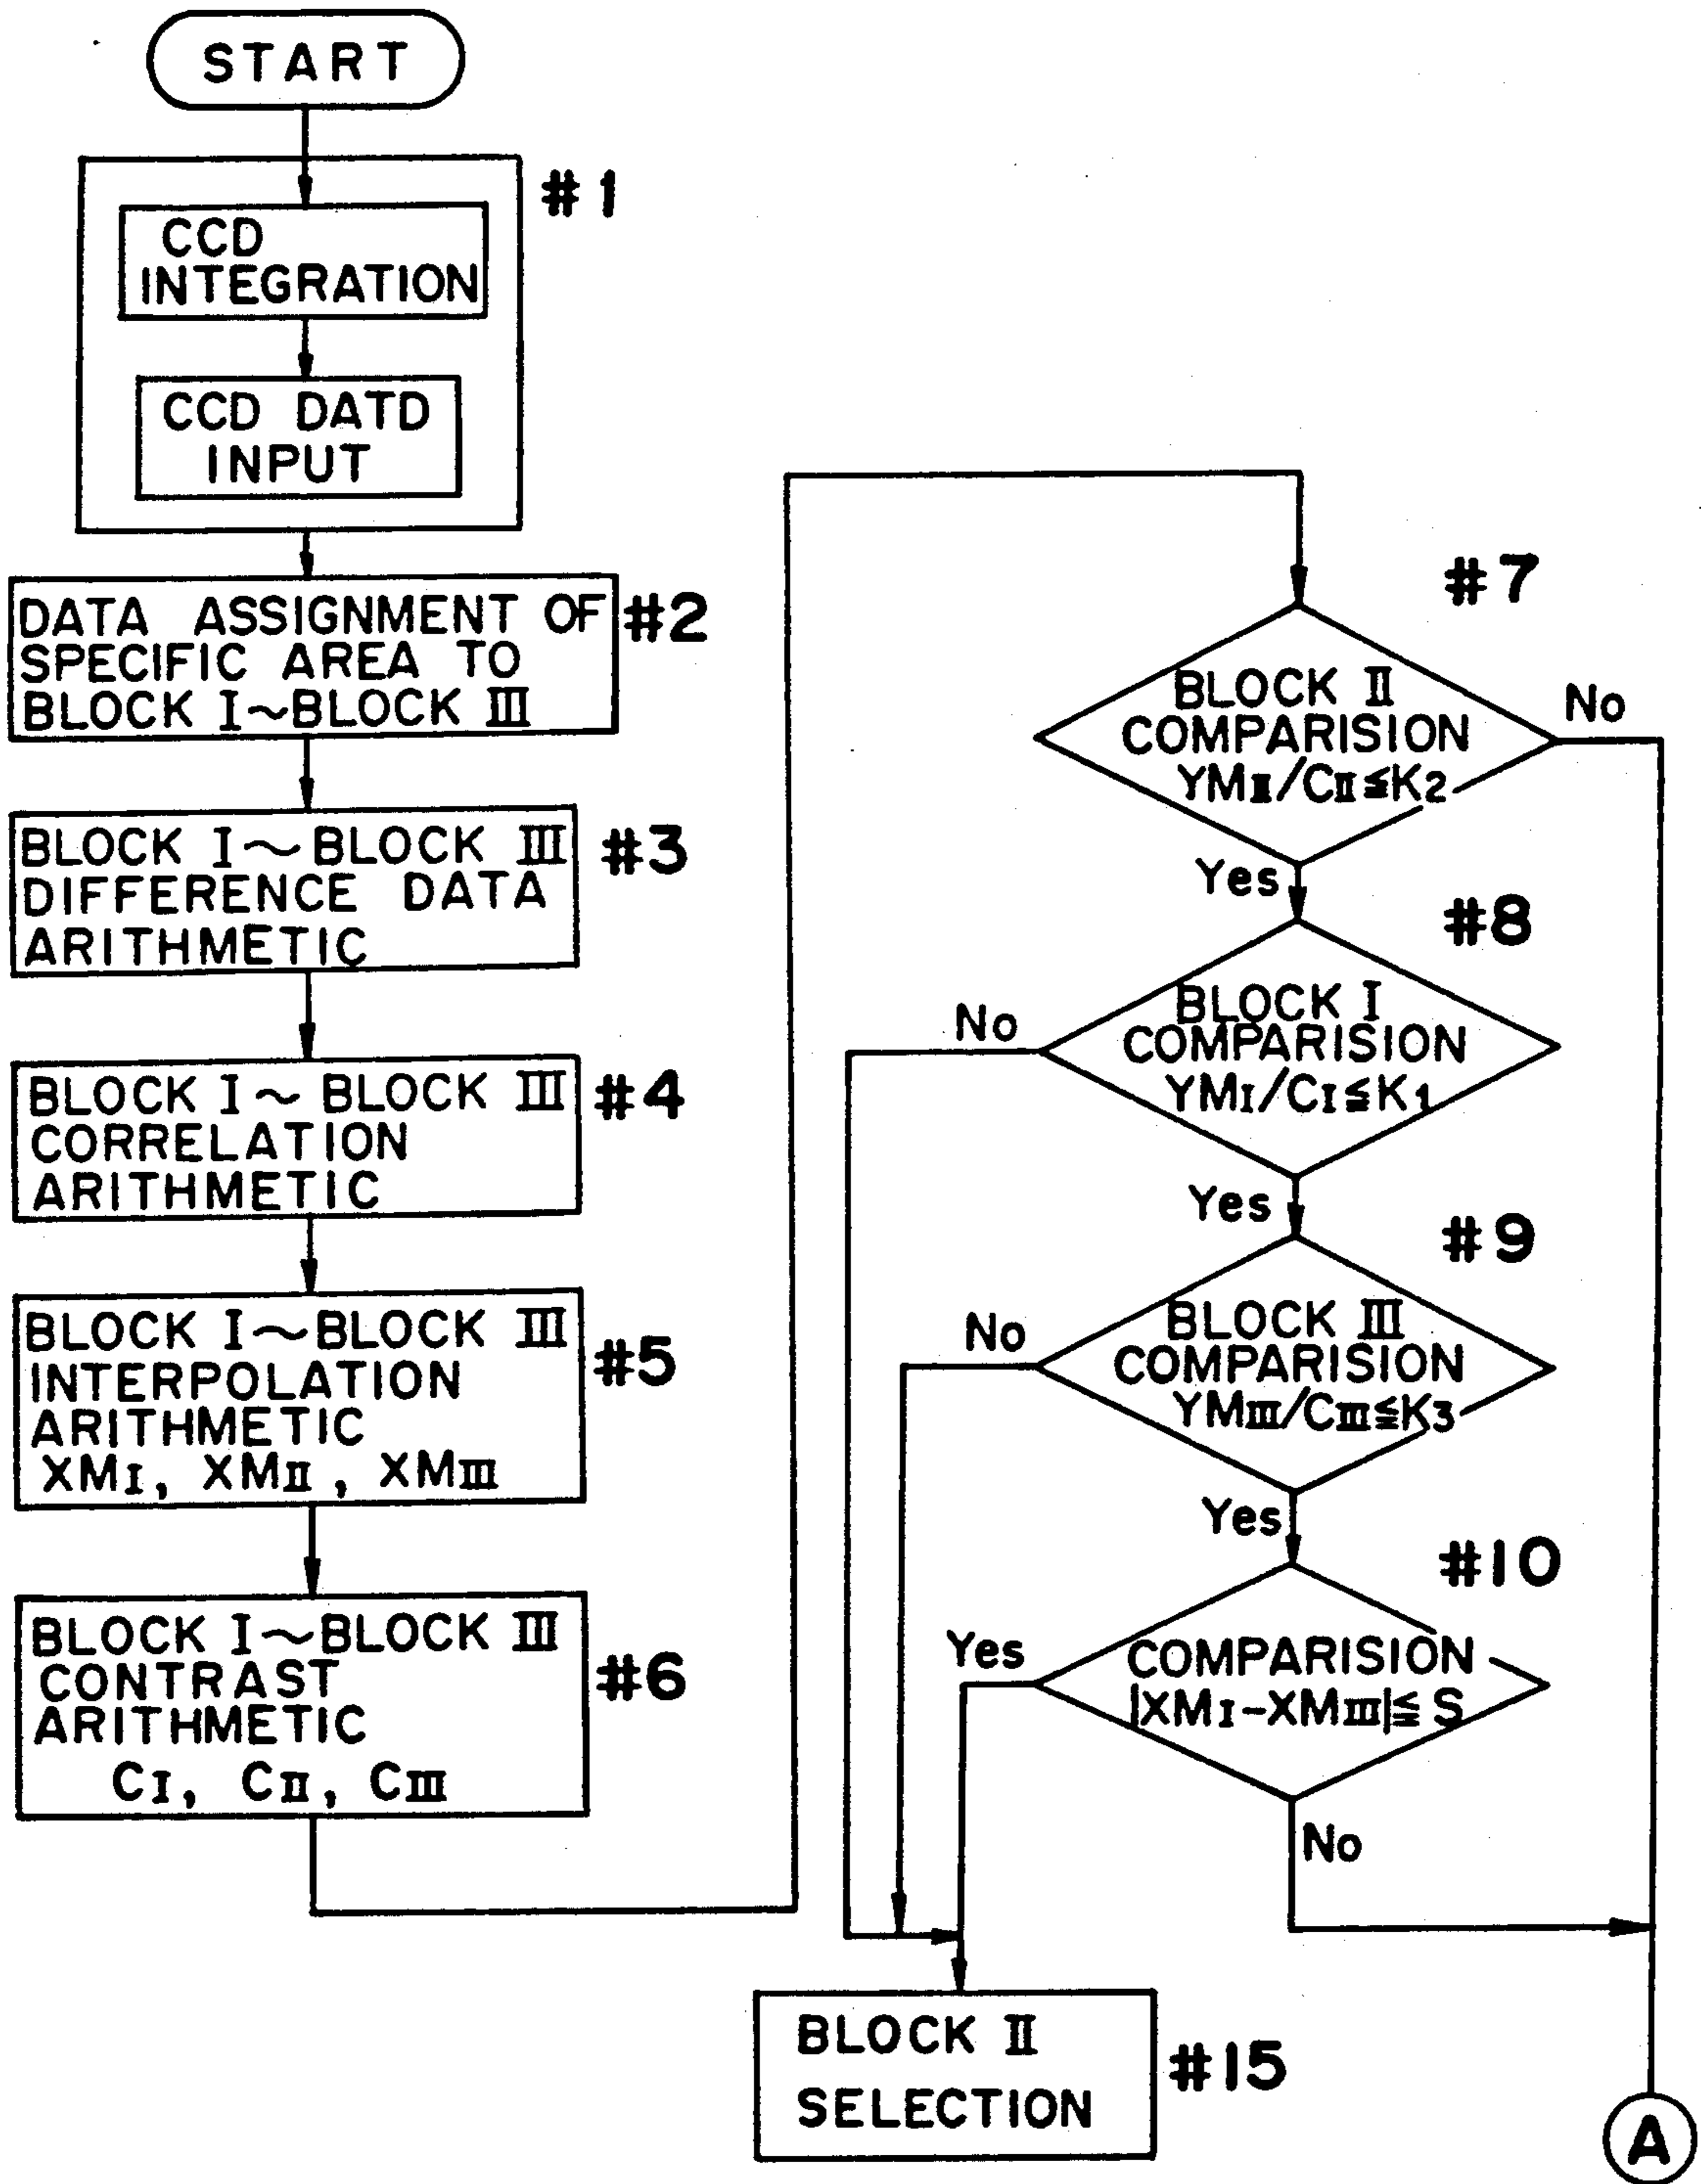 START
#1
CCD
INTEGRATION
CCD DATD
INPUT
DATA ASSIGNMENT OF
SPECIFIC AREA TO
BLOCK I~BLOCK III
#2
BLOCK I~BLOCK III
DIFFERENCE DATA
ARITHMETIC
#3
BLOCK I~BLOCK III
CORRELATION
ARITHMETIC
#4
BLOCK I~BLOCK III
INTERPOLATION
ARITHMETIC
XMI, XMII, XMIII
#5
BLOCK I~BLOCK III
CONTRAST
ARITHMETIC
CI, CII, CIII
#6
#7
BLOCK II
COMPARISION
YMII/CII≦K2
No
Yes
#8
BLOCK I
COMPARISION
YMI/CI≦K1
No
Yes
#9
BLOCK III
COMPARISION
YMIII/CIII≦K3
No
Yes
#10
COMPARISION
|XMI-XMIII|≦S
Yes
No
BLOCK II
SELECTION
#15
A